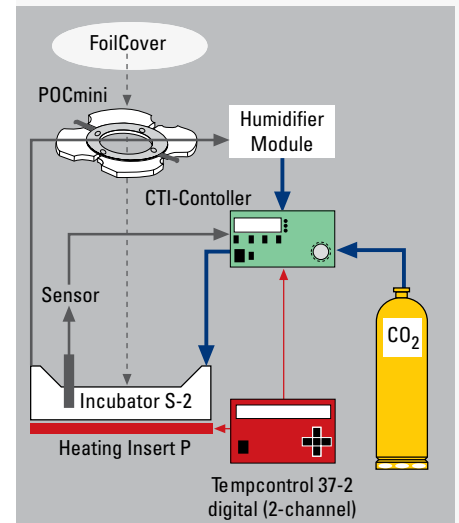 FoilCover
POCmini
Humidifier
Module
CTI-Contoller
Sensor
CO2
Incubator S-2
Heating Insert P
Tempcontrol 37-2
digital (2-channel)